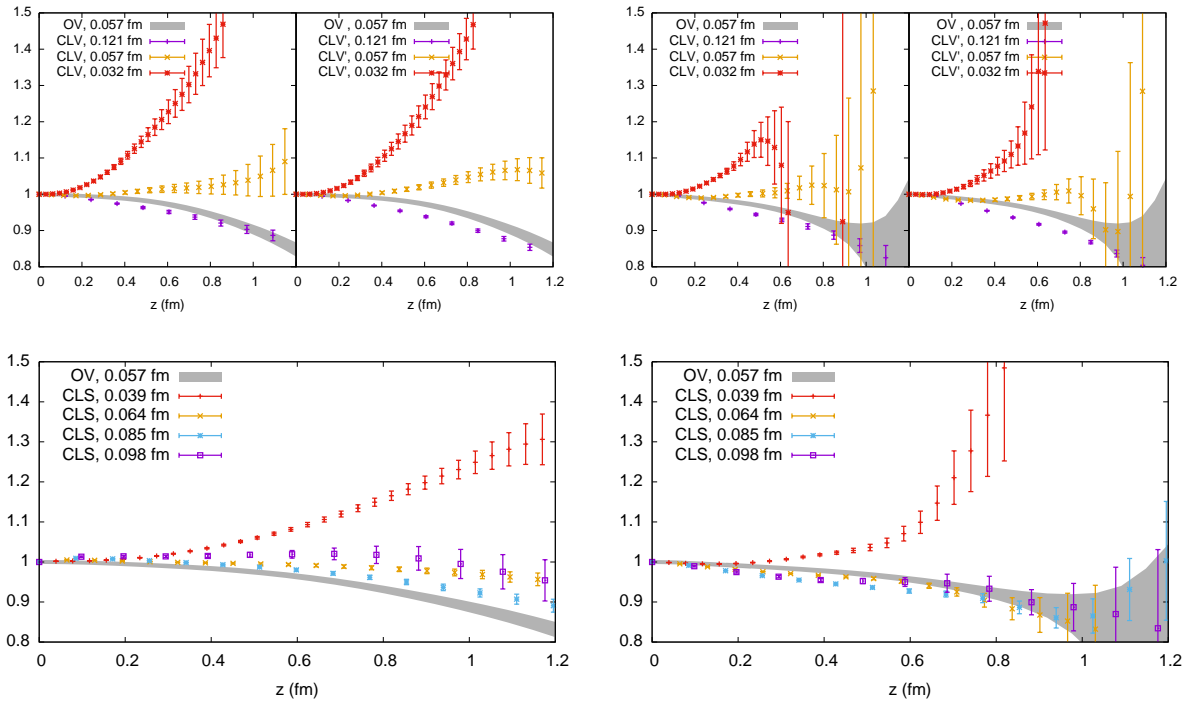 OV, 0.057 fm
CLV, 0.121 fm
CLV, 0.057 fm
CLV, 0.032 fm
1.5
1.4
1.3
1.2
1.1
1
0.9
0.8
0 0.2 0.4 0.6 0.8 1
z (fm)
OV, 0.057 fm
CLV', 0.121 fm
CLV', 0.057 fm
CLV', 0.032 fm
0 0.2 0.4 0.6 0.8 1 1.2
z (fm)
OV, 0.057 fm
CLV, 0.121 fm
CLV, 0.057 fm
CLV, 0.032 fm
1.5
1.4
1.3
1.2
1.1
1
0.9
0.8
0 0.2 0.4 0.6 0.8 1
z (fm)
OV, 0.057 fm
CLV', 0.121 fm
CLV', 0.057 fm
CLV', 0.032 fm
0 0.2 0.4 0.6 0.8 1 1.2
z (fm)
OV, 0.057 fm
CLS, 0.039 fm
CLS, 0.064 fm
CLS, 0.085 fm
CLS, 0.098 fm
1.5
1.4
1.3
1.2
1.1
1
0.9
0.8
0 0.2 0.4 0.6 0.8 1 1.2
z (fm)
OV, 0.057 fm
CLS, 0.039 fm
CLS, 0.064 fm
CLS, 0.085 fm
CLS, 0.098 fm
1.5
1.4
1.3
1.2
1.1
1
0.9
0.8
0 0.2 0.4 0.6 0.8 1 1.2
z (fm)